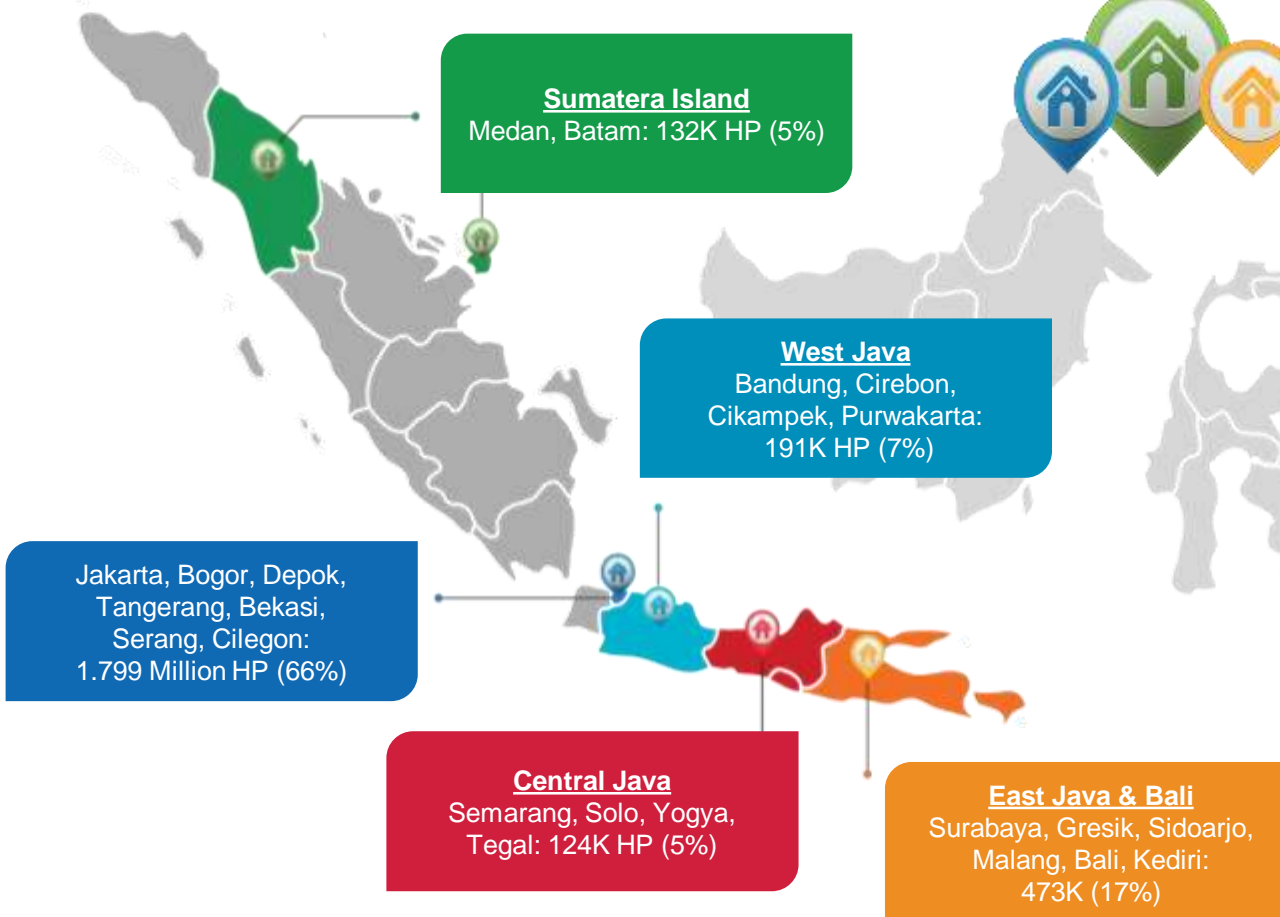 Sumatera Island
Medan, Batam: 132K HP (5%)
West Java
Bandung, Cirebon,
Cikampek, Purwakarta:
191K HP (7%)
Jakarta, Bogor, Depok,
Tangerang, Bekasi,
Serang, Cilegon:
1.799 Million HP (66%)
Central Java
Semarang, Solo, Yogya,
Tegal: 124K HP (5%)
East Java & Bali
Surabaya, Gresik, Sidoarjo,
Malang, Bali, Kediri:
473K (17%)